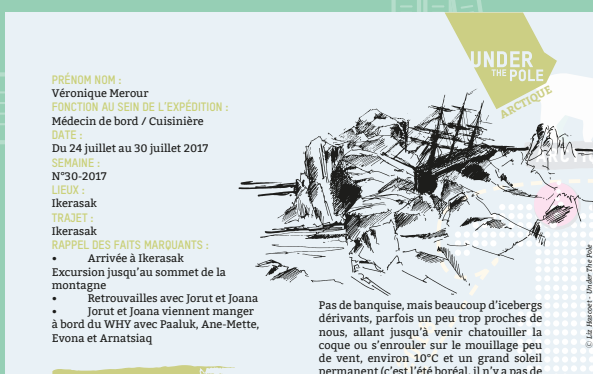 UNDER
THE POLE
ARCTIQUE
PRÉNOM NOM :
Véronique Merour
FONCTION AU SEIN DE L'EXPÉDITION :
Médecin de bord / Cuisinière
DATE :
Du 24 juillet au 30 juillet 2017
SEMAINE :
N°30-2017
LIEUX :
Ikerasak
TRAJET :
Ikerasak
RAPPEL DES FAITS MARQUANTS :
• Arrivée à Ikerasak
Excursion jusqu'au sommet de la
montagne
• Retrouvailles avec Jorut et Joana
• Jorut et Joana viennent manger
à bord du WHY avec Paaluk, Ane-Mette,
Evona et Arnatsiaq
Pas de banquise, mais beaucoup d'icebergs
dérivants, parfois un peu trop proches de
nous, allant jusqu'à venir chatouiller la
coque ou s'enrouler sur le mouillage peu
de vent, environ 10°C et un grand soleil
permanent (c'est l'été boréal, il n'y a pas de
© Liz Hascoet - Under The Pole